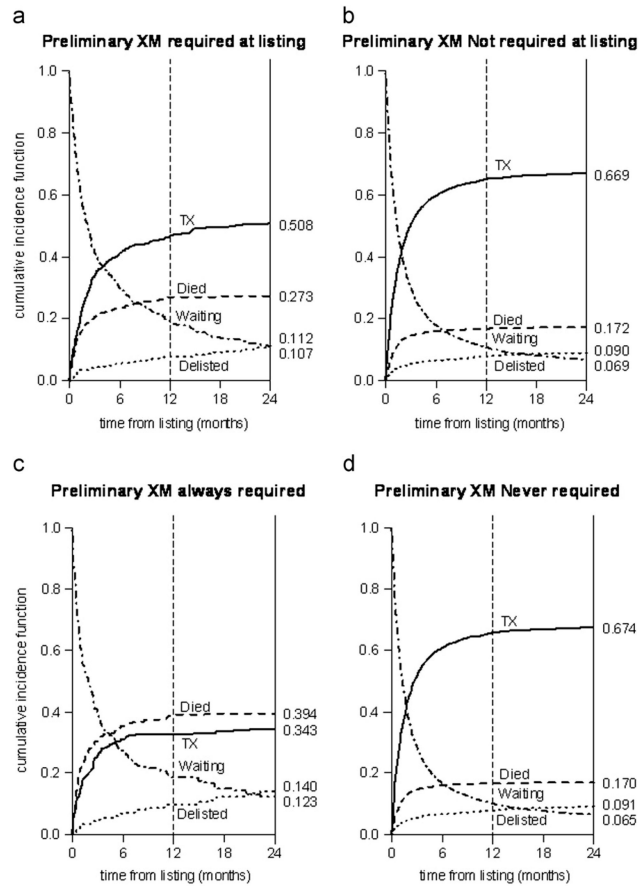 a
Preliminary XM required at listing
cumulative incidence function
1.0
0.8
0.6
0.4
0.2
0.0
TX
Died
Waiting
Delisted
0.508
0.273
0.112
0.107
0 6 12 18 24
time from listing (months)
b
Preliminary XM Not required at listing
1.0
0.8
0.6
0.4
0.2
0.0
TX
Died
Waiting
Delisted
0.669
0.172
0.090
0.069
0 6 12 18 24
time from listing (months)
c
Preliminary XM always required
cumulative incidence function
1.0
0.8
0.6
0.4
0.2
0.0
Died
TX
Waiting
Delisted
0.394
0.343
0.140
0.123
0 6 12 18 24
time from listing (months)
d
Preliminary XM Never required
1.0
0.8
0.6
0.4
0.2
0.0
TX
Died
Waiting
Delisted
0.674
0.170
0.091
0.065
0 6 12 18 24
time from listing (months)